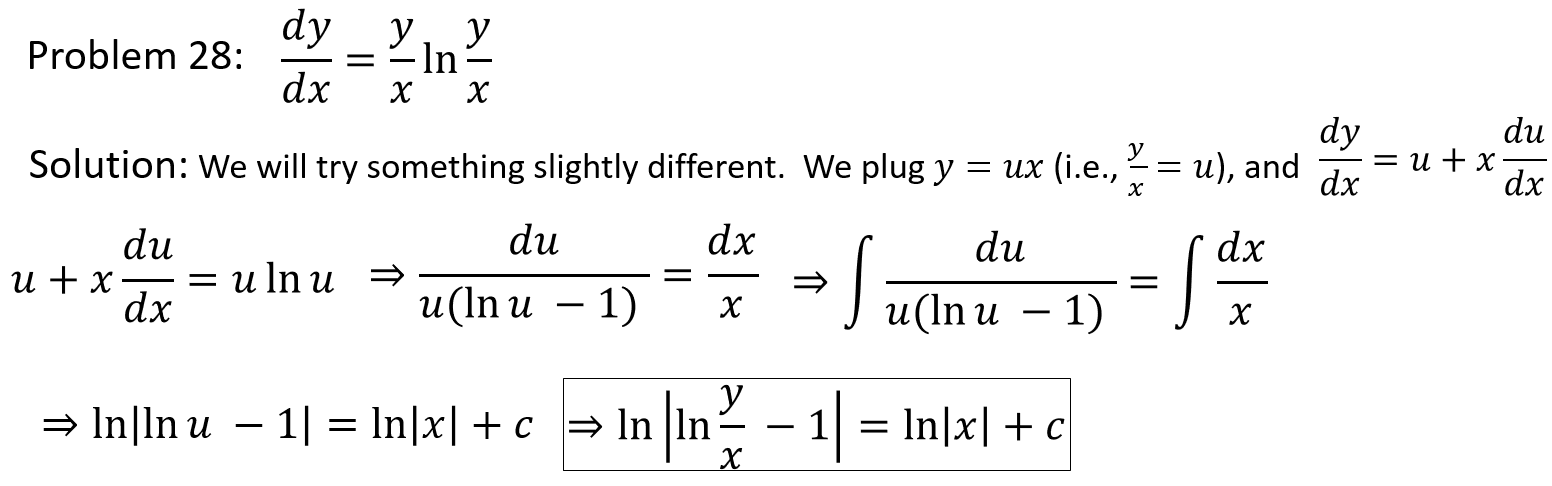 Problem 28: dy/dx = y/x ln y/x
Solution: We will try something slightly different. We plug y = ux (i.e., y/x = u), and dy/dx = u + x du/dx
u + x du/dx = u ln u ⇒ du/(u(ln u − 1)) = dx/x ⇒ ∫ du/(u(ln u − 1)) = ∫ dx/x
⇒ ln|ln u − 1| = ln|x| + c ⇒ ln |ln y/x − 1| = ln|x| + c